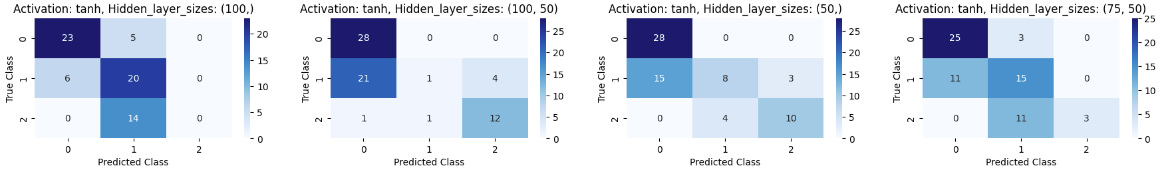 Activation: tanh, Hidden_layer_sizes: (100,)
True Class
0
1
2
23 5 0
6 20 0
0 14 0
0 1 2
Predicted Class
20
15
10
5
0
Activation: tanh, Hidden_layer_sizes: (100, 50)
True Class
0
1
2
28 0 0
21 1 4
1 1 12
0 1 2
Predicted Class
25
20
15
10
5
0
Activation: tanh, Hidden_layer_sizes: (50,)
True Class
0
1
2
28 0 0
15 8 3
0 4 10
0 1 2
Predicted Class
25
20
15
10
5
0
Activation: tanh, Hidden_layer_sizes: (75, 50)
True Class
0
1
2
25 3 0
11 15 0
0 11 3
0 1 2
Predicted Class
25
20
15
10
5
0